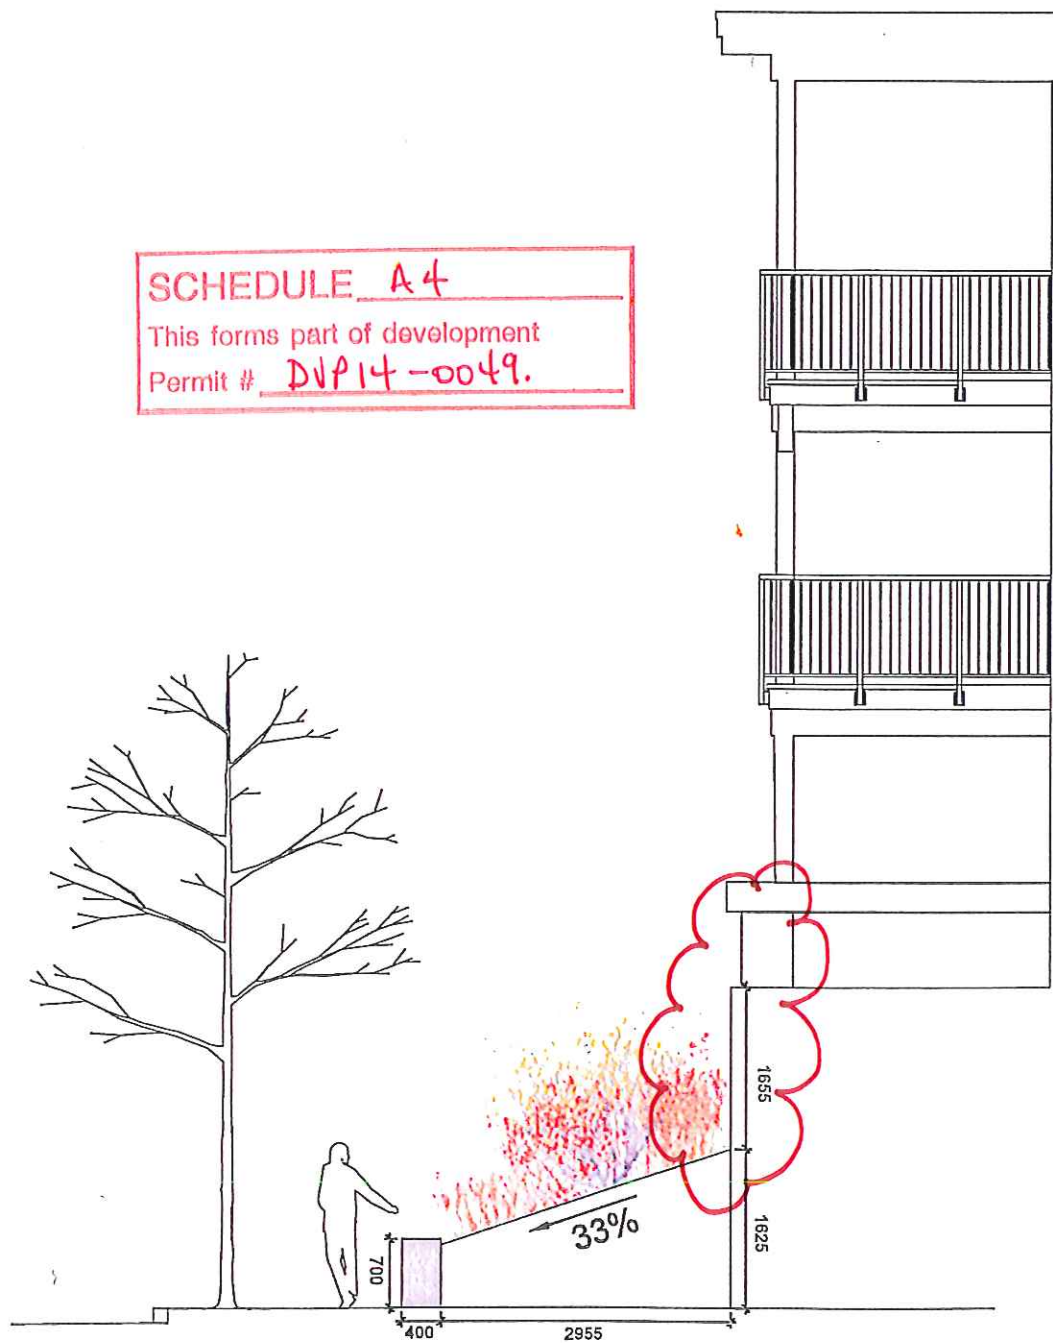 SCHEDULE A4
This forms part of development
Permit # DVP14-0049.
1655
33%
1625
700
400
2955